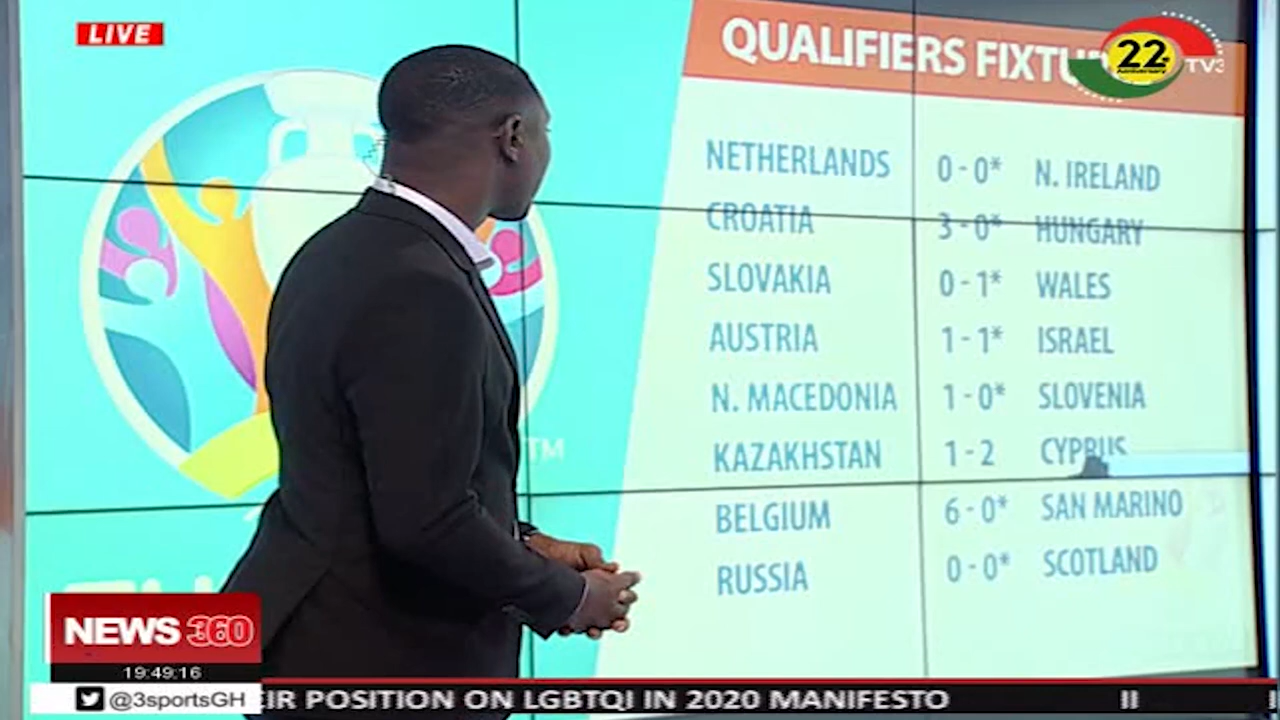 LIVE
QUALIFIERS
22
Anniversary
TV3
NETHERLANDS 0 - 0* N. IRELAND
CROATIA 3 - 0* HUNGARY
SLOVAKIA 0 - 1* WALES
AUSTRIA 1 - 1* ISRAEL
N. MACEDONIA 1 - 0* SLOVENIA
KAZAKHSTAN 1 - 2 CYPRUS
BELGIUM 6 - 0* SAN MARINO
RUSSIA 0 - 0* SCOTLAND
TM
NEWS 360
19:49:16
@3sportsGH
POSITION ON LGBTQI IN 2020 MANIFESTO